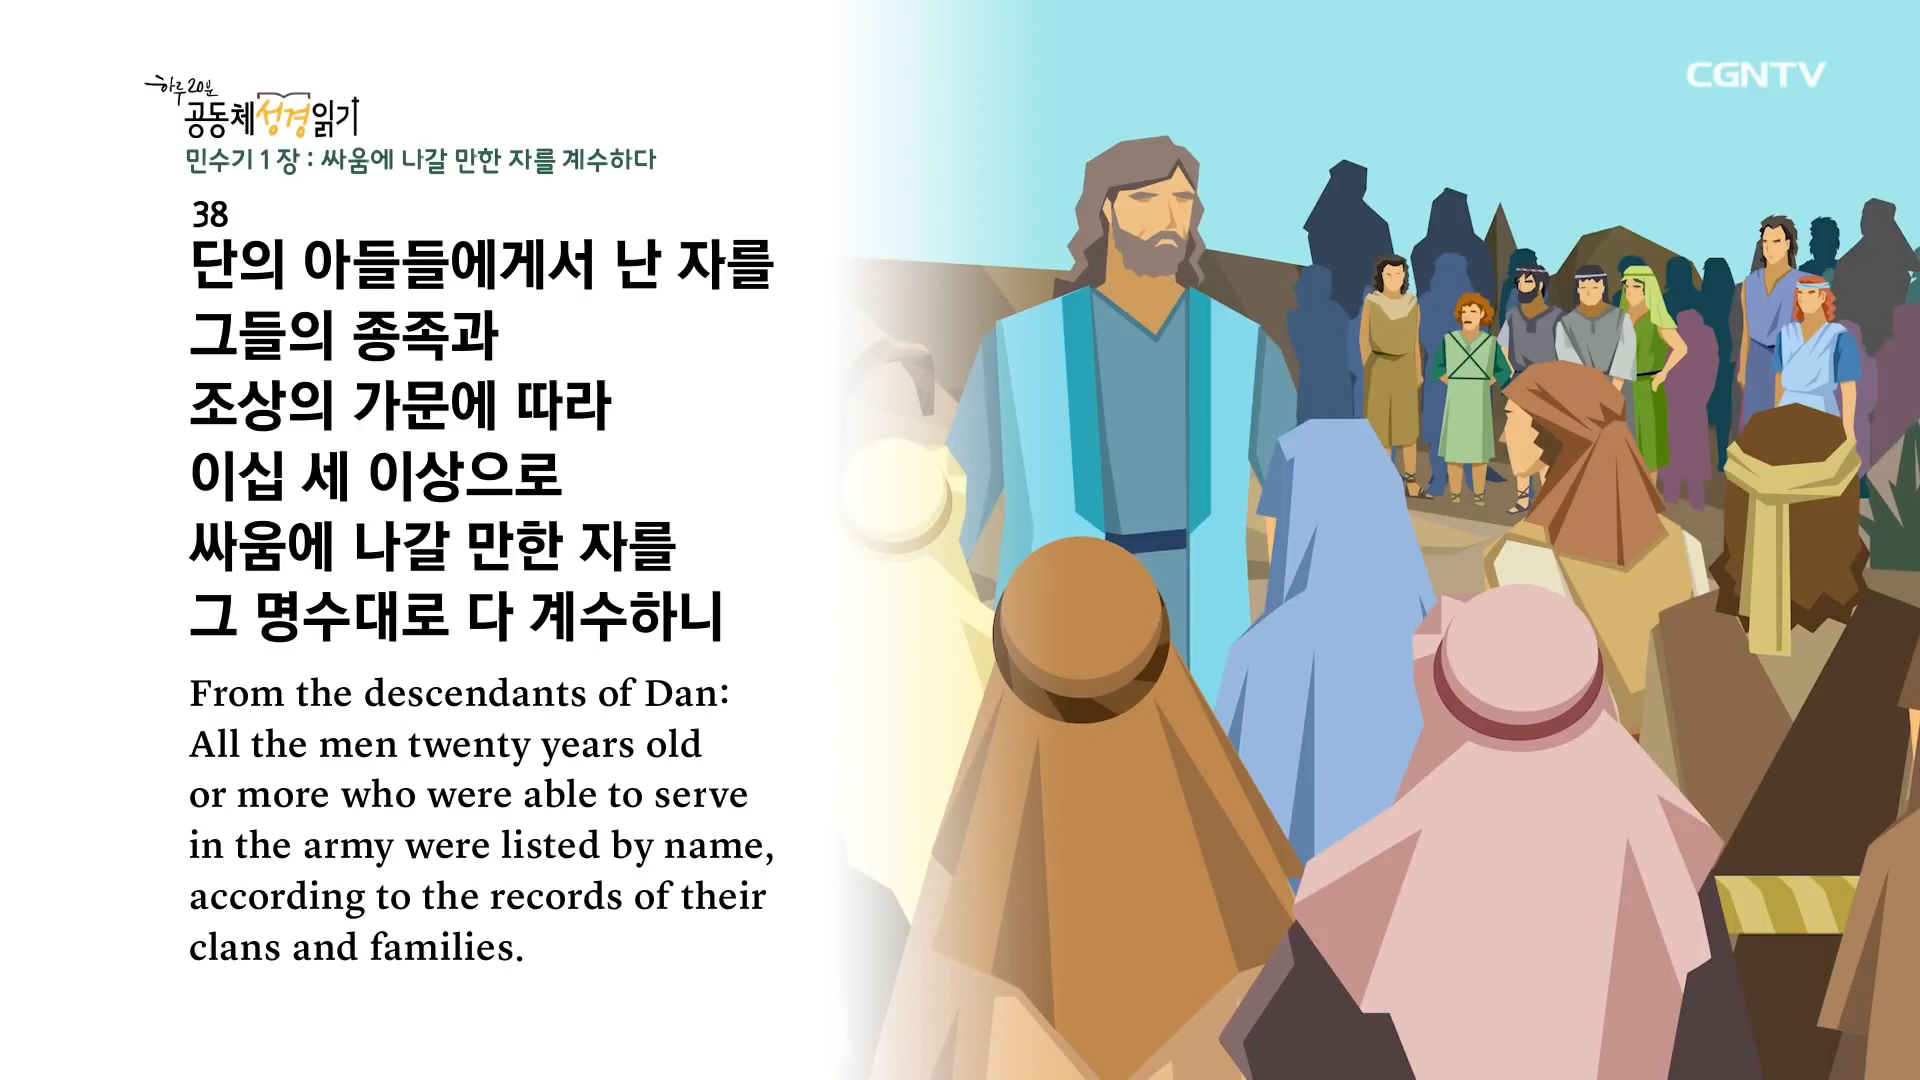 하루 20분
공동체성경읽기
CGNTV
민수기 1장 : 싸움에 나갈 만한 자를 계수하다
38
단의 아들들에게서 난 자를
그들의 종족과
조상의 가문에 따라
이십 세 이상으로
싸움에 나갈 만한 자를
그 명수대로 다 계수하니
From the descendants of Dan:
All the men twenty years old
or more who were able to serve
in the army were listed by name,
according to the records of their
clans and families.